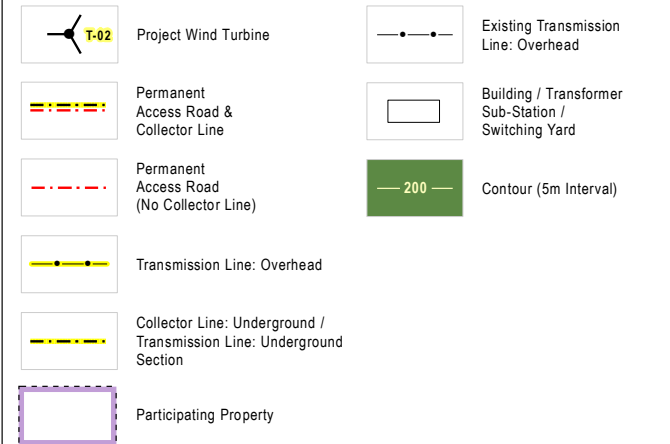 T-02
Project Wind Turbine
Permanent
Access Road &
Collector Line
Permanent
Access Road
(No Collector Line)
Transmission Line: Overhead
Collector Line: Underground /
Transmission Line: Underground
Section
Participating Property
Existing Transmission
Line: Overhead
Building / Transformer
Sub-Station /
Switching Yard
200
Contour (5m Interval)